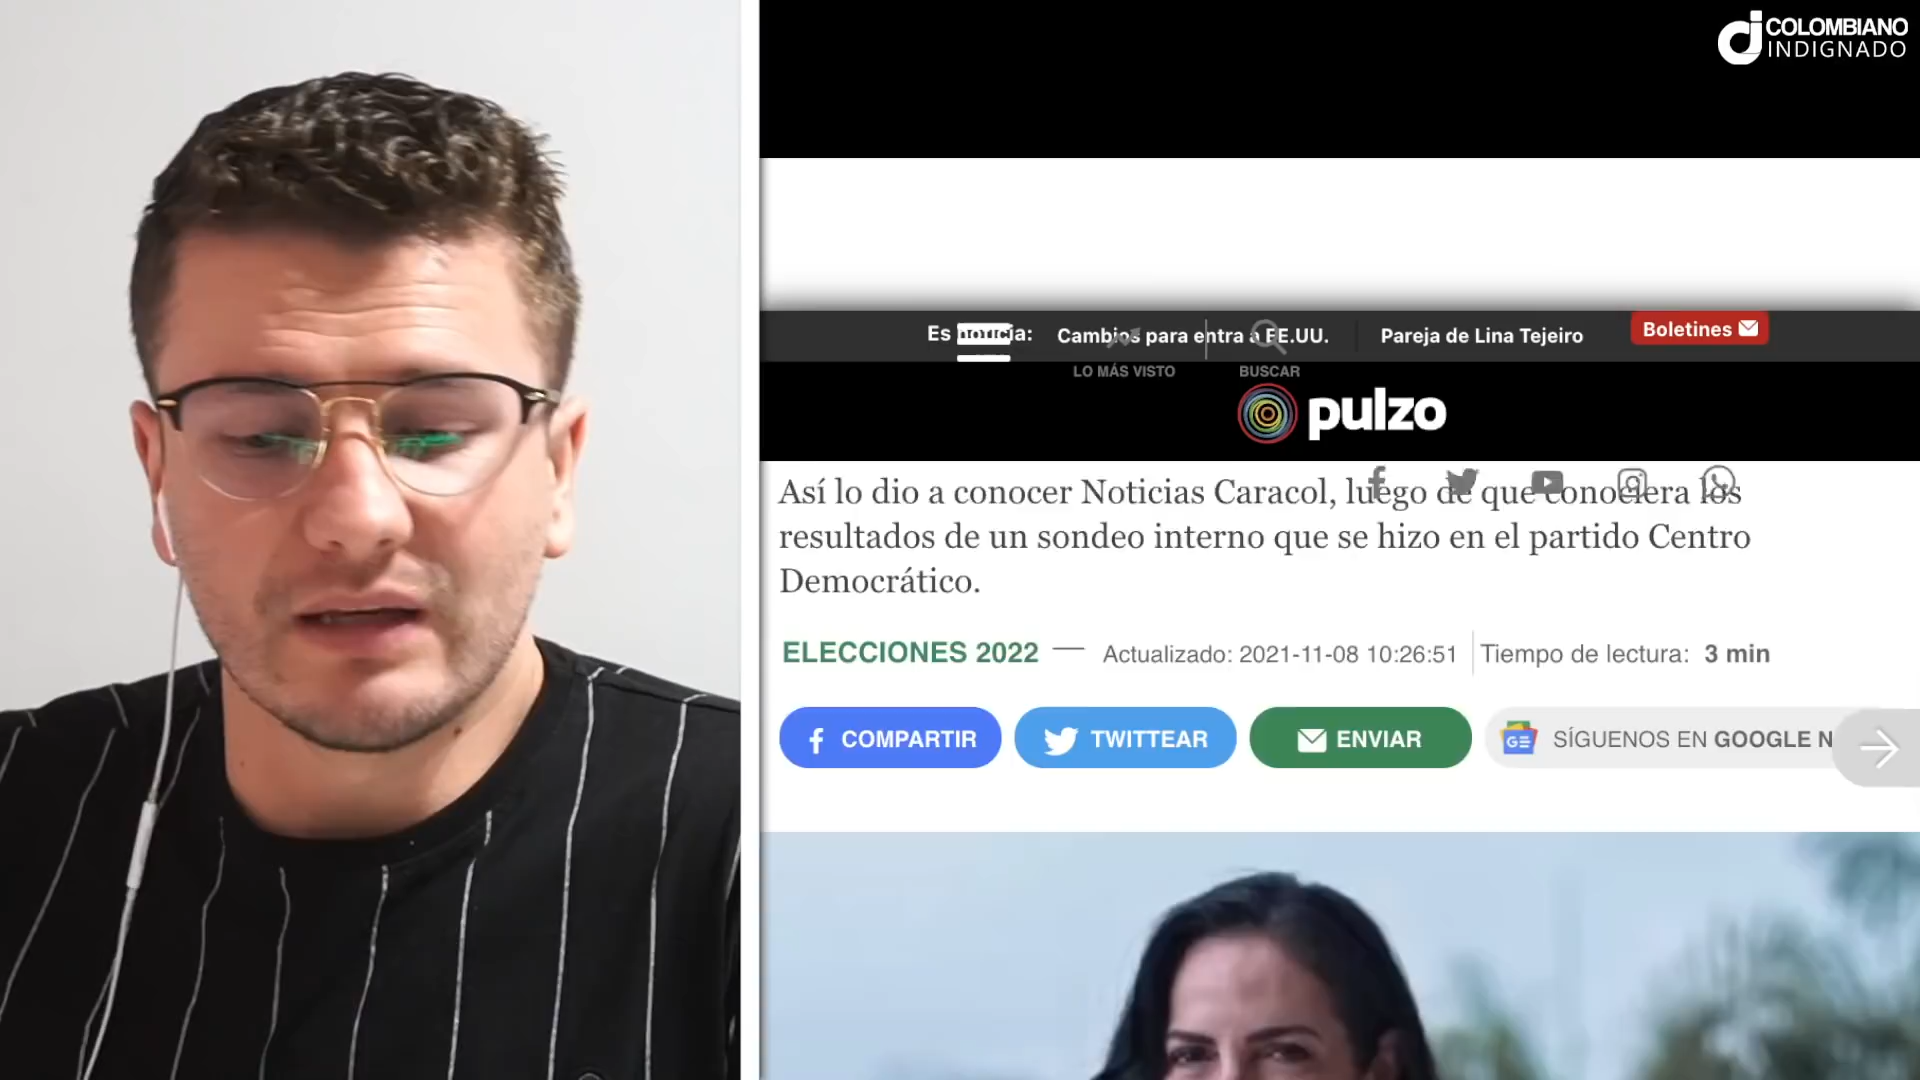 COLOMBIANO
INDIGNADO
Es noticia: Cambios para entra a EE.UU. Pareja de Lina Tejeiro Boletines
LO MÁS VISTO BUSCAR
pulzo
Así lo dio a conocer Noticias Caracol, luego de que conociera los
resultados de un sondeo interno que se hizo en el partido Centro
Democrático.
ELECCIONES 2022 — Actualizado: 2021-11-08 10:26:51 Tiempo de lectura: 3 min
COMPARTIR TWITTEAR ENVIAR GE SÍGUENOS EN GOOGLE N